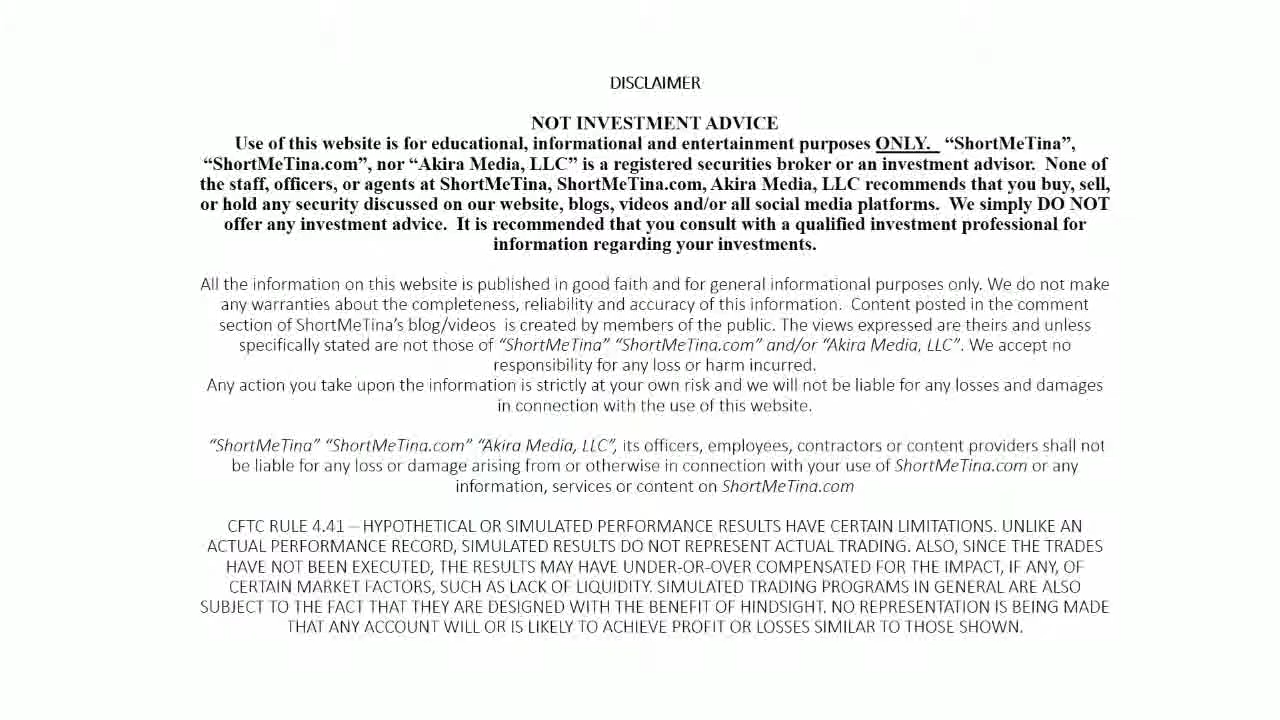 DISCLAIMER
NOT INVESTMENT ADVICE
Use of this website is for educational, informational and entertainment purposes ONLY.  “ShortMeTina”,
“ShortMeTina.com”, nor “Akira Media, LLC” is a registered securities broker or an investment advisor.  None of
the staff, officers, or agents at ShortMeTina, ShortMeTina.com, Akira Media, LLC recommends that you buy, sell,
or hold any security discussed on our website, blogs, videos and/or all social media platforms.  We simply DO NOT
offer any investment advice.  It is recommended that you consult with a qualified investment professional for
information regarding your investments.
All the information on this website is published in good faith and for general informational purposes only. We do not make
any warranties about the completeness, reliability and accuracy of this information.  Content posted in the comment
section of ShortMeTina’s blog/videos  is created by members of the public. The views expressed are theirs and unless
specifically stated are not those of “ShortMeTina” “ShortMeTina.com” and/or “Akira Media, LLC”. We accept no
responsibility for any loss or harm incurred.
Any action you take upon the information is strictly at your own risk and we will not be liable for any losses and damages
in connection with the use of this website.
“ShortMeTina” “ShortMeTina.com” “Akira Media, LLC”, its officers, employees, contractors or content providers shall not
be liable for any loss or damage arising from or otherwise in connection with your use of ShortMeTina.com or any
information, services or content on ShortMeTina.com
CFTC RULE 4.41 – HYPOTHETICAL OR SIMULATED PERFORMANCE RESULTS HAVE CERTAIN LIMITATIONS. UNLIKE AN
ACTUAL PERFORMANCE RECORD, SIMULATED RESULTS DO NOT REPRESENT ACTUAL TRADING. ALSO, SINCE THE TRADES
HAVE NOT BEEN EXECUTED, THE RESULTS MAY HAVE UNDER-OR-OVER COMPENSATED FOR THE IMPACT, IF ANY, OF
CERTAIN MARKET FACTORS, SUCH AS LACK OF LIQUIDITY. SIMULATED TRADING PROGRAMS IN GENERAL ARE ALSO
SUBJECT TO THE FACT THAT THEY ARE DESIGNED WITH THE BENEFIT OF HINDSIGHT. NO REPRESENTATION IS BEING MADE
THAT ANY ACCOUNT WILL OR IS LIKELY TO ACHIEVE PROFIT OR LOSSES SIMILAR TO THOSE SHOWN.